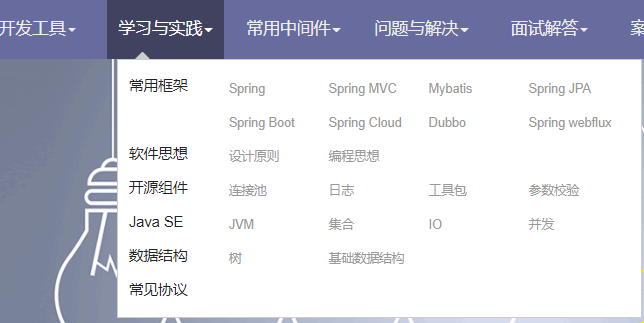 开发工具 学习与实践 常用中间件 问题与解决 面试解答 案
常用框架 Spring Spring MVC Mybatis Spring JPA
Spring Boot Spring Cloud Dubbo Spring webflux
软件思想 设计原则 编程思想
开源组件 连接池 日志 工具包 参数校验
Java SE JVM 集合 IO 并发
数据结构 树 基础数据结构
常见协议